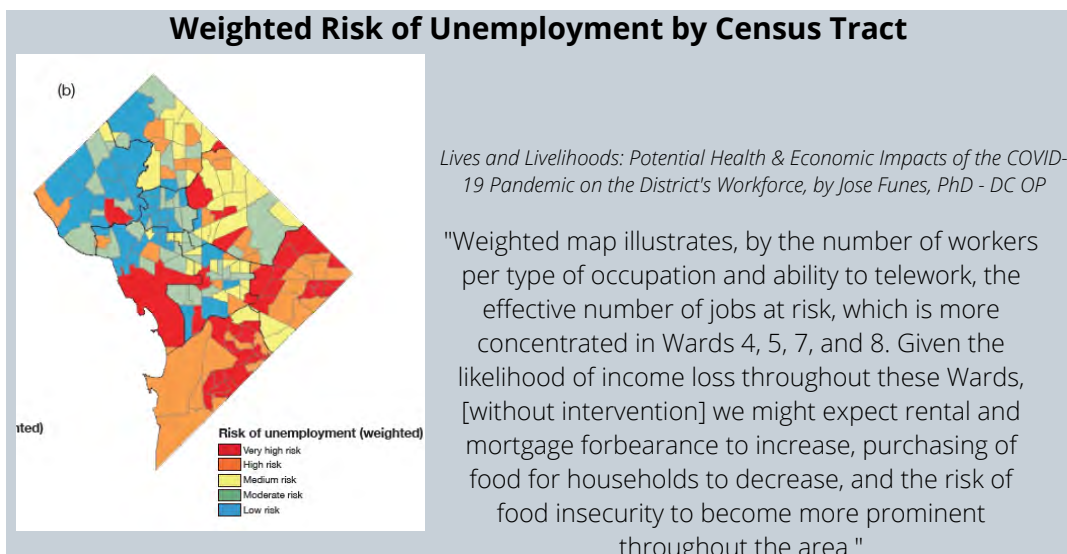 Weighted Risk of Unemployment by Census Tract
(b)
nted)
Risk of unemployment (weighted)
Very high risk
High risk
Medium risk
Moderate risk
Low risk
Lives and Livelihoods: Potential Health & Economic Impacts of the COVID-
19 Pandemic on the District's Workforce, by Jose Funes, PhD - DC OP
"Weighted map illustrates, by the number of workers
per type of occupation and ability to telework, the
effective number of jobs at risk, which is more
concentrated in Wards 4, 5, 7, and 8. Given the
likelihood of income loss throughout these Wards,
[without intervention] we might expect rental and
mortgage forbearance to increase, purchasing of
food for households to decrease, and the risk of
food insecurity to become more prominent
throughout the area."